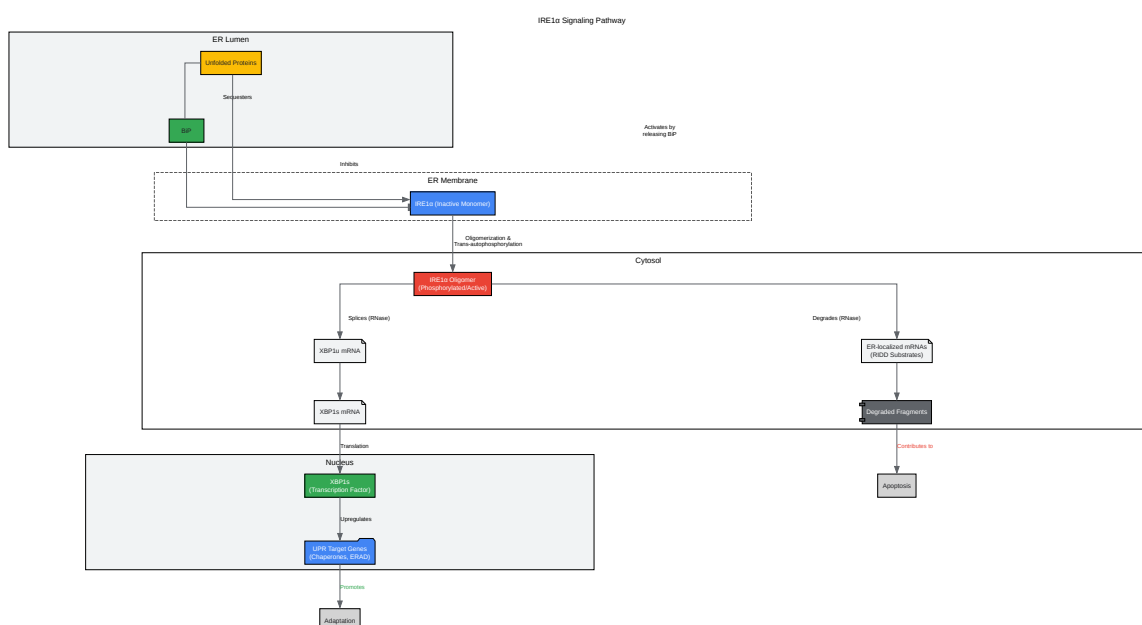 IRE1α Signaling Pathway
ER Lumen
Unfolded Proteins
Sequesters
BiP
Activates by
releasing BiP
Inhibits
ER Membrane
IRE1α (Inactive Monomer)
Oligomerization &
Trans-autophosphorylation
Cytosol
IRE1α Oligomer
(Phosphorylated/Active)
Splices (RNase)
Degrades (RNase)
XBP1u mRNA
ER-localized mRNAs
(RIDD Substrates)
XBP1s mRNA
Degraded Fragments
Translation
Contributes to
Nucleus
XBP1s
(Transcription Factor)
Apoptosis
Upregulates
UPR Target Genes
(Chaperones, ERAD)
Promotes
Adaptation